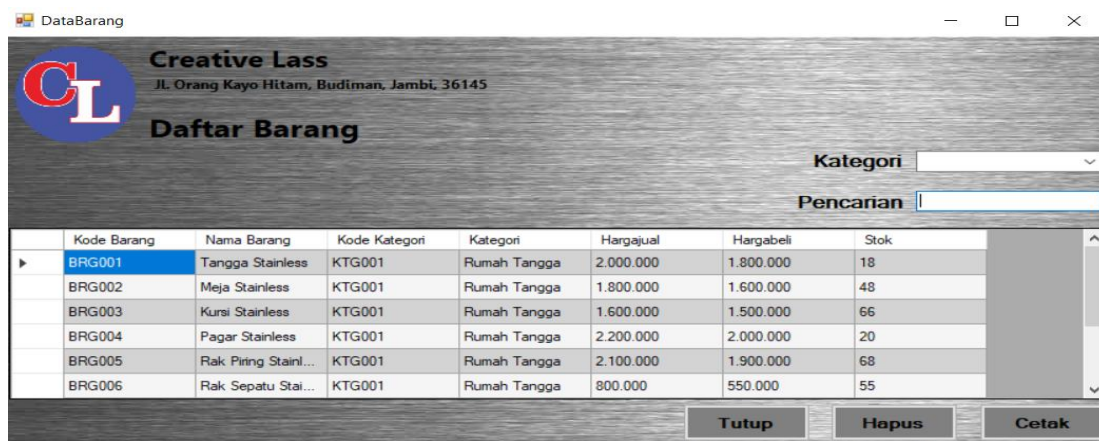 DataBarang
CL
Creative Lass
JL Orang Kayo Hitam, Budiman, Jambi, 36145
Daftar Barang
Kategori
Pencarian
Kode Barang Nama Barang Kode Kategori Kategori Hargajual Hargabeli Stok
BRG001 Tangga Stainless KTG001 Rumah Tangga 2.000.000 1.800.000 18
BRG002 Meja Stainless KTG001 Rumah Tangga 1.800.000 1.600.000 48
BRG003 Kursi Stainless KTG001 Rumah Tangga 1.600.000 1.500.000 66
BRG004 Pagar Stainless KTG001 Rumah Tangga 2.200.000 2.000.000 20
BRG005 Rak Piring Stainl... KTG001 Rumah Tangga 2.100.000 1.900.000 68
BRG006 Rak Sepatu Stai... KTG001 Rumah Tangga 800.000 550.000 55
Tutup Hapus Cetak